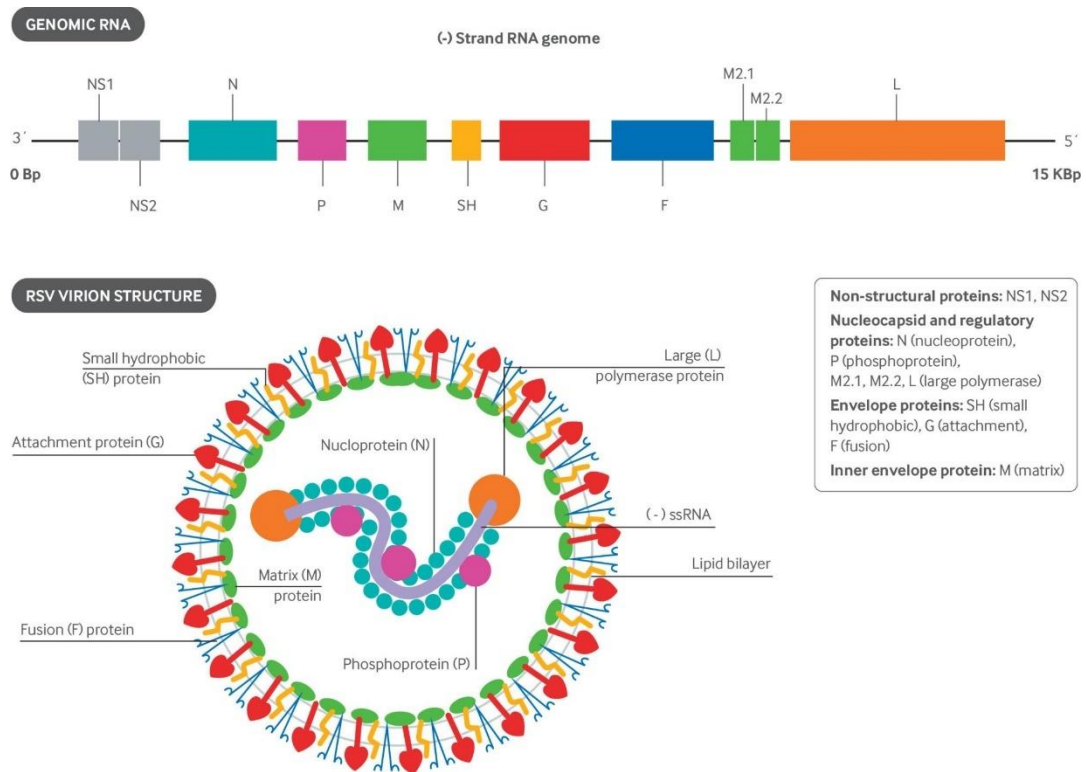 GENOMIC RNA
(-) Strand RNA genome
NS1
N
M2.1
M2.2
L
3´
5´
0 Bp
15 KBp
NS2
P
M
SH
G
F
RSV VIRION STRUCTURE
Small hydrophobic
(SH) protein
Large (L)
polymerase protein
Attachment protein (G)
Nucloprotein (N)
(-) ssRNA
Lipid bilayer
Matrix (M)
protein
Fusion (F) protein
Phosphoprotein (P)
Non-structural proteins: NS1, NS2
Nucleocapsid and regulatory
proteins: N (nucleoprotein),
P (phosphoprotein),
M2.1, M2.2, L (large polymerase)
Envelope proteins: SH (small
hydrophobic), G (attachment),
F (fusion)
Inner envelope protein: M (matrix)